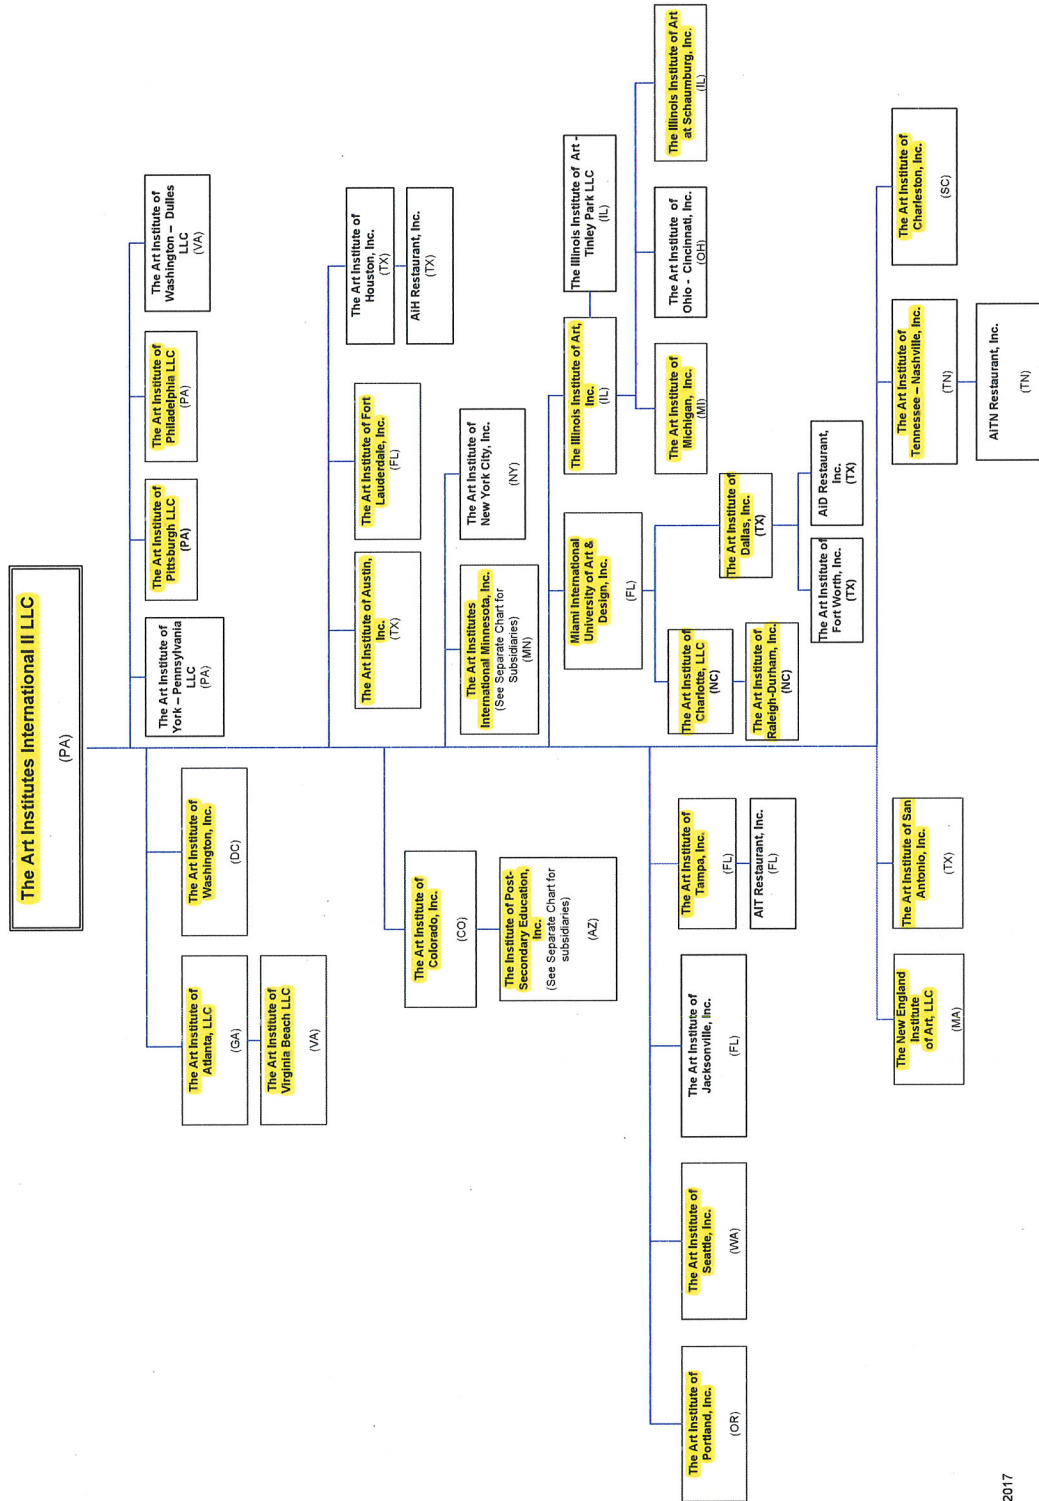 The Art Institutes International II LLC
(PA)
The Art Institute of
York – Pennsylvania
LLC
(PA)
The Art Institute of
Pittsburgh LLC
(PA)
The Art Institute of
Philadelphia LLC
(PA)
The Art Institute of
Washington – Dulles
LLC
(VA)
The Art Institute of
Atlanta, LLC
(GA)
The Art Institute of
Virginia Beach LLC
(VA)
The Art Institute of
Washington, Inc.
(DC)
The Art Institute of Austin,
Inc.
(TX)
The Art Institute of Fort
Lauderdale, Inc.
(FL)
The Art Institute of
Houston, Inc.
(TX)
AiH Restaurant, Inc.
(TX)
The Art Institute of
Colorado, Inc.
(CO)
The Institute of Post-
Secondary Education,
Inc.
(See Separate Chart for
subsidiaries)
(AZ)
The Art Institutes
International Minnesota, Inc.
(See Separate Chart for
Subsidiaries)
(MN)
The Art Institute of
New York City, Inc.
(NY)
Miami International
University of Art &
Design, Inc.
(FL)
The Illinois Institute of Art,
Inc.
(IL)
The Illinois Institute of Art -
Tinley Park LLC
(IL)
The Art Institute of
Michigan, Inc.
(MI)
The Art Institute of
Ohio - Cincinnati, Inc.
(OH)
The Illinois Institute of Art
at Schaumburg, Inc.
(IL)
The Art Institute of
Charlotte, LLC
(NC)
The Art Institute of
Raleigh-Durham, Inc.
(NC)
The Art Institute of
Dallas, Inc.
(TX)
The Art Institute of
Fort Worth, Inc.
(TX)
AiD Restaurant,
Inc.
(TX)
The Art Institute of
Portland, Inc.
(OR)
The Art Institute of
Seattle, Inc.
(WA)
The Art Institute of
Jacksonville, Inc.
(FL)
The Art Institute of
Tampa, Inc.
(FL)
AIT Restaurant, Inc.
(FL)
The New England
Institute
of Art, LLC
(MA)
The Art Institute of San
Antonio, Inc.
(TX)
The Art Institute of
Tennessee – Nashville, Inc.
(TN)
AiTN Restaurant, Inc.
(TN)
The Art Institute of
Charleston, Inc.
(SC)
2017